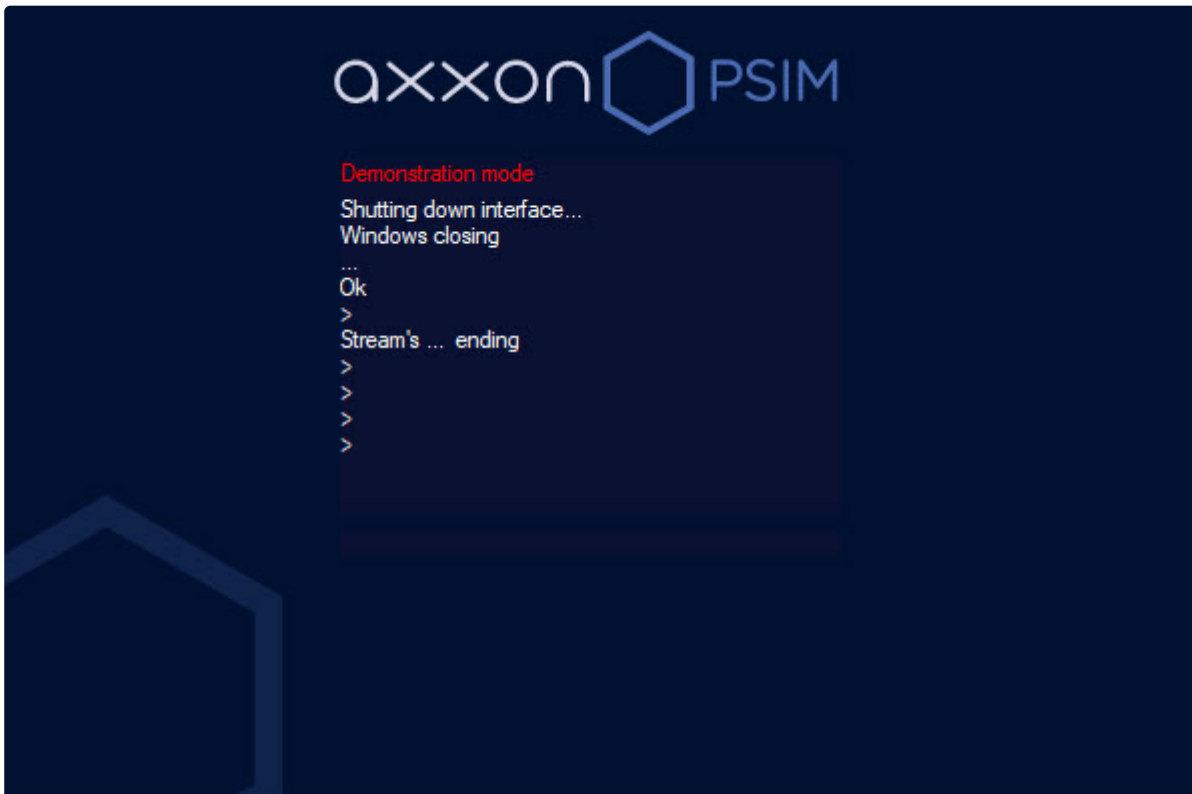 axxon PSIM
Demonstration mode
Shutting down interface...
Windows closing
...
Ok
>
Stream's ... ending
>
>
>
>